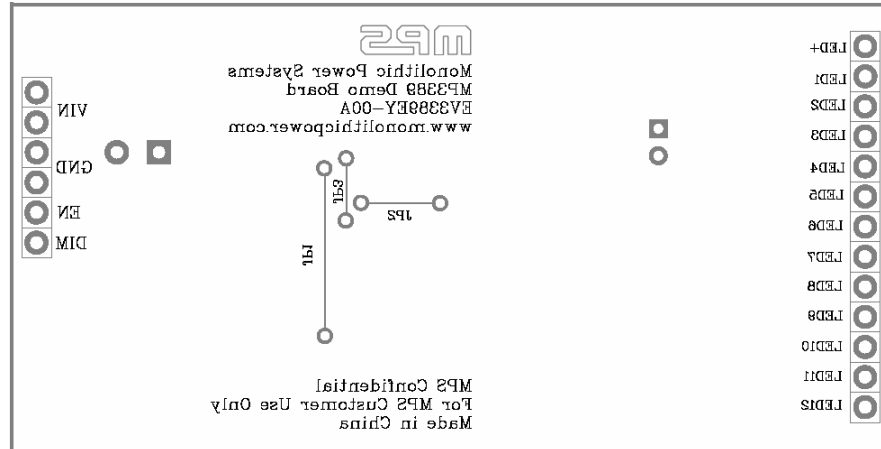 MPS
Monolithic Power Systems
MP3389 Demo Board
EV3389EY-00A
www.monolithicpower.com
VIN
GND
EN
DIM
JP3
JP2
JP1
LED+
LED1
LED2
LED3
LED4
LED5
LED6
LED7
LED8
LED9
LED10
LED11
LED12
MPS Confidential
For MPS Customer Use Only
Made in China